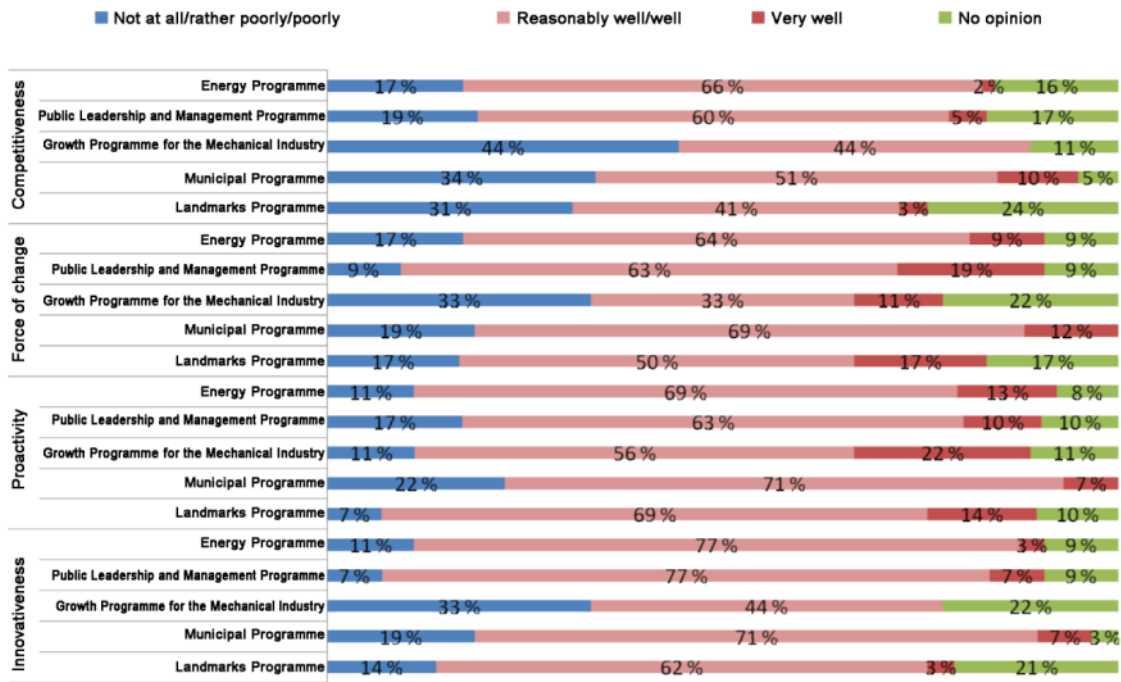 Not at all/rather poorly/poorly Reasonably well/well Very well No opinion
Competitiveness
Energy Programme 17 % 66 % 2 % 16 %
Public Leadership and Management Programme 19 % 60 % 5 % 17 %
Growth Programme for the Mechanical Industry 44 % 44 % 11 %
Municipal Programme 34 % 51 % 10 % 5 %
Landmarks Programme 31 % 41 % 3 % 24 %
Force of change
Energy Programme 17 % 64 % 9 % 9 %
Public Leadership and Management Programme 9 % 63 % 19 % 9 %
Growth Programme for the Mechanical Industry 33 % 33 % 11 % 22 %
Municipal Programme 19 % 69 % 12 %
Landmarks Programme 17 % 50 % 17 % 17 %
Proactivity
Energy Programme 11 % 69 % 13 % 8 %
Public Leadership and Management Programme 17 % 63 % 10 % 10 %
Growth Programme for the Mechanical Industry 11 % 56 % 22 % 11 %
Municipal Programme 22 % 71 % 7 %
Landmarks Programme 7 % 69 % 14 % 10 %
Innovativeness
Energy Programme 11 % 77 % 3 % 9 %
Public Leadership and Management Programme 7 % 77 % 7 % 9 %
Growth Programme for the Mechanical Industry 33 % 44 % 22 %
Municipal Programme 19 % 71 % 7 % 3 %
Landmarks Programme 14 % 62 % 3 % 21 %